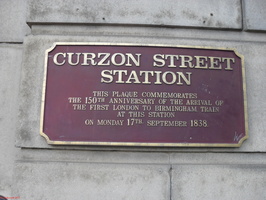 CURZON STREET
STATION
THIS PLAQUE COMMEMORATES
THE 150TH ANNIVERSARY OF THE ARRIVAL OF
THE FIRST LONDON TO BIRMINGHAM TRAIN
AT THIS STATION
ON MONDAY 17TH SEPTEMBER 1838